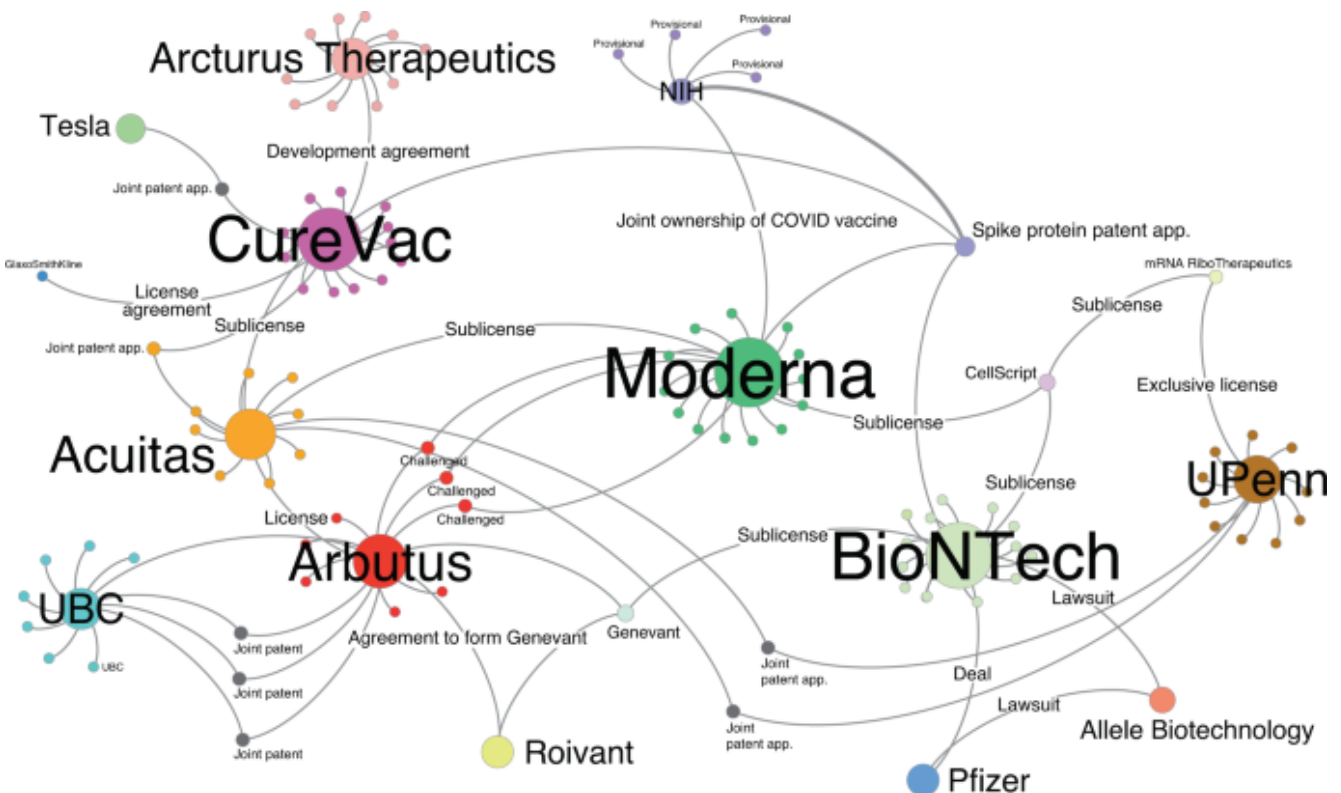 Provisional
Provisional
Provisional
Provisional
Arcturus Therapeutics
NIH
Tesla
Development agreement
Joint patent app.
CureVac
Joint ownership of COVID vaccine
Spike protein patent app.
GlaxoSmithKline
License
agreement
mRNA RiboTherapeutics
Sublicense
Sublicense
Sublicense
Joint patent app.
Moderna
CellScript
Exclusive license
Sublicense
Acuitas
Challenged
Challenged
Challenged
UPenn
Sublicense
License
Sublicense
Arbutus
BioNTech
UBC
Lawsuit
Agreement to form Genevant
Genevant
Joint patent
UBC
Joint
patent app.
Deal
Joint patent
Lawsuit
Joint
patent app.
Allele Biotechnology
Joint patent
Roivant
Pfizer